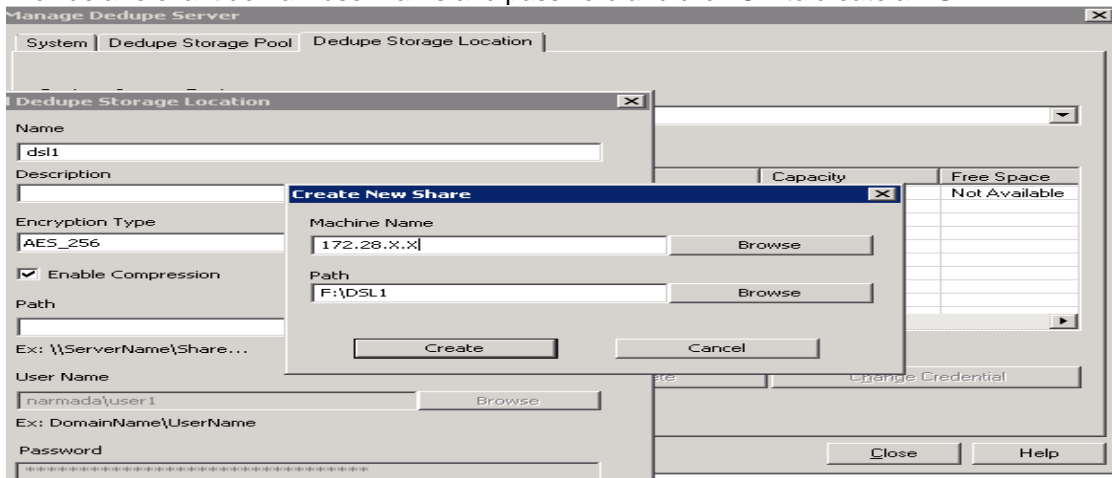 Manage Dedupe Server
System
Dedupe Storage Pool
Dedupe Storage Location
Dedupe Storage Location
Name
dsl1
Description
Capacity
Free Space
Not Available
Create New Share
Encryption Type
Machine Name
AES_256
172.28.X.X
Browse
Enable Compression
Path
Path
F:\DSL1
Browse
Ex: \\ServerName\Share...
Create
Cancel
User Name
Change Credential
narmada\user1
Browse
Ex: DomainName\UserName
Password
Close
Help